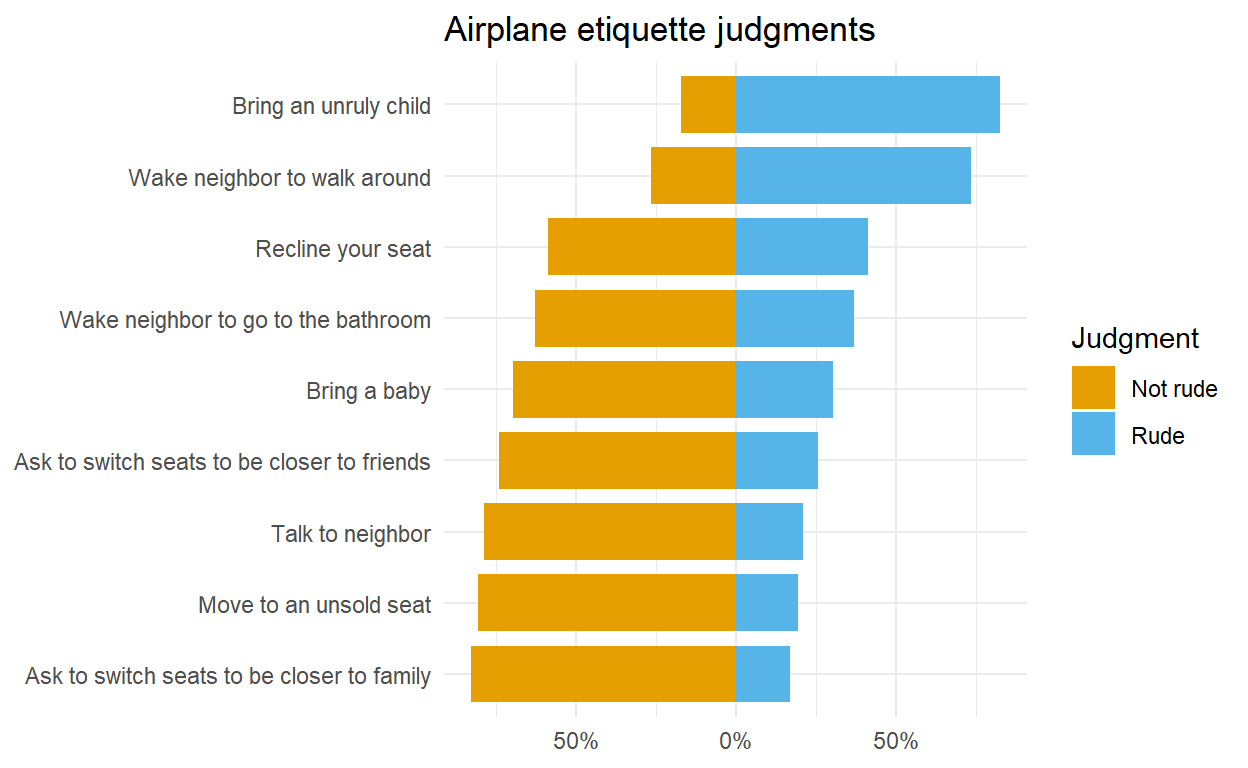 Airplane etiquette judgments
Bring an unruly child
Wake neighbor to walk around
Recline your seat
Wake neighbor to go to the bathroom
Bring a baby
Ask to switch seats to be closer to friends
Talk to neighbor
Move to an unsold seat
Ask to switch seats to be closer to family
50% 0% 50%
Judgment
Not rude
Rude